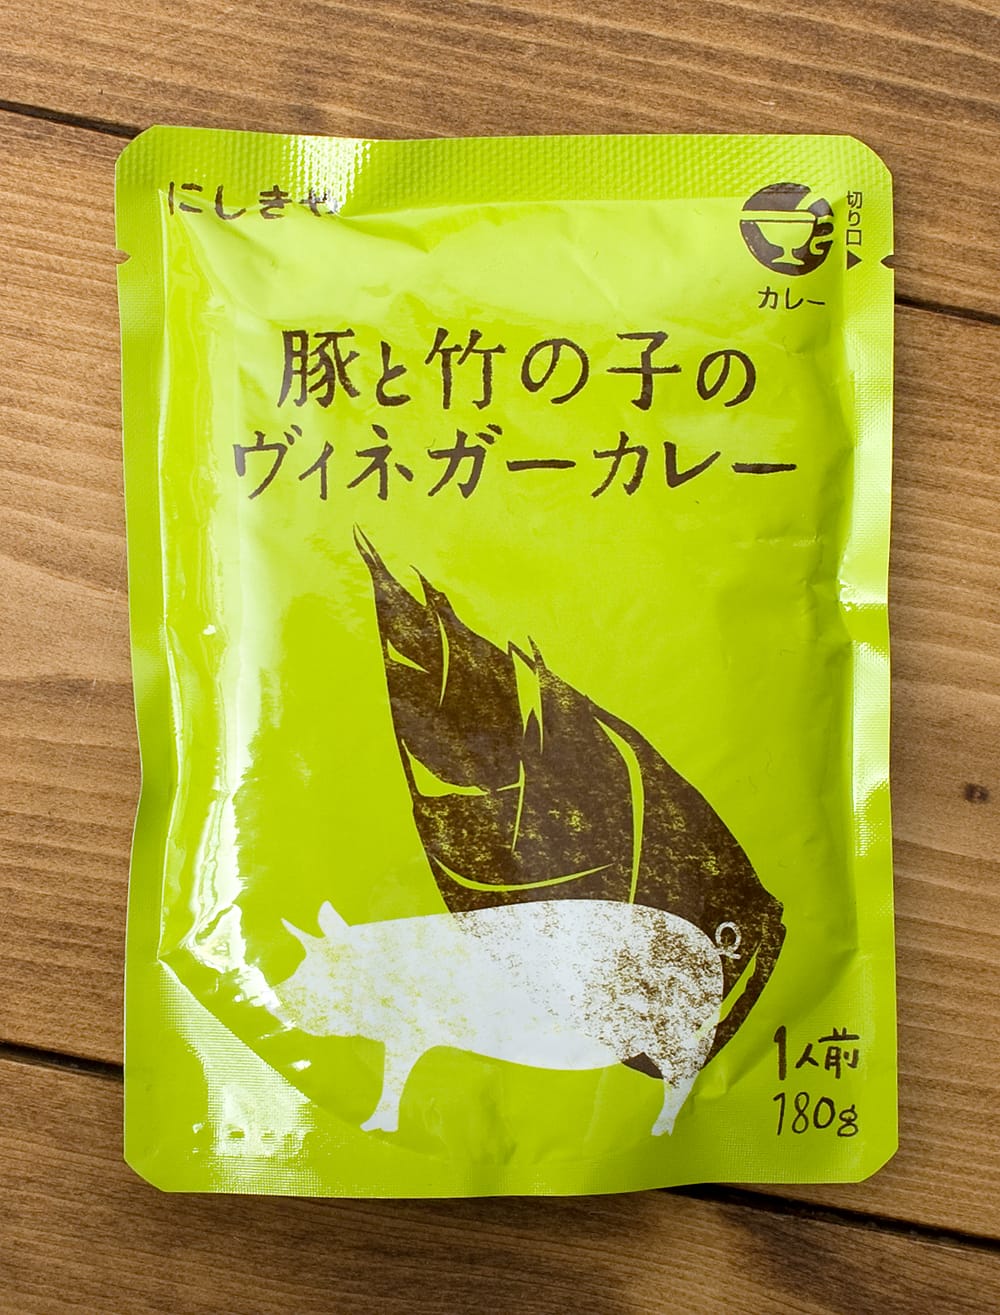 にしきや
切り口
カレー
豚と竹の子の
ヴィネガーカレー
1人前
180g